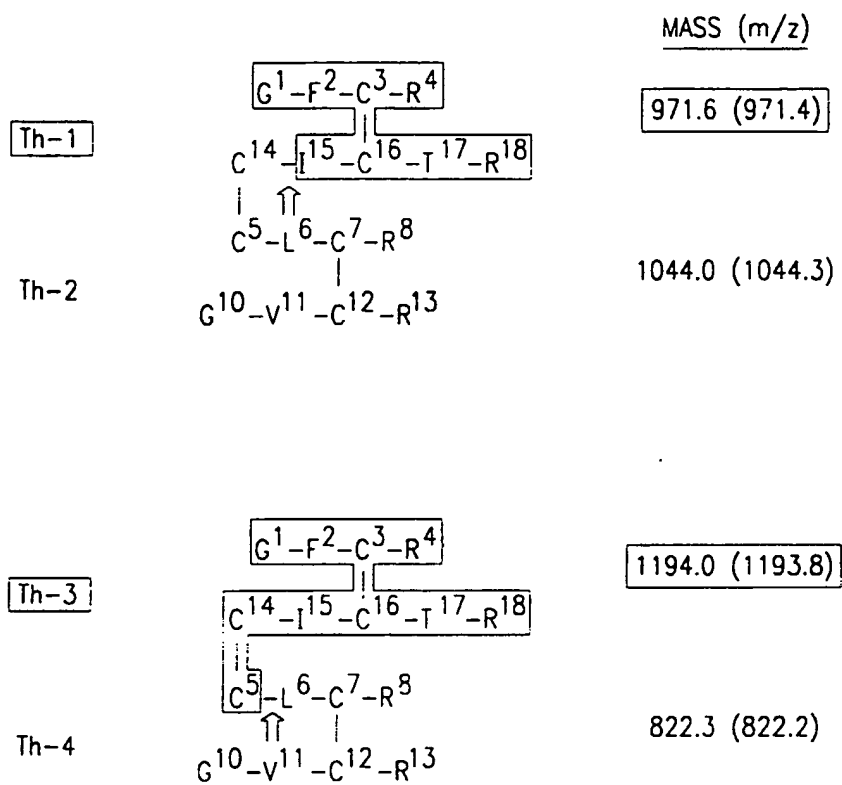 MASS (m/z)
G1-F2-C3-R4
971.6 (971.4)
Th-1
C14-I15-C16-T17-R18
C5-L6-C7-R8
1044.0 (1044.3)
Th-2
G10-V11-C12-R13
G1-F2-C3-R4
1194.0 (1193.8)
Th-3
C14-I15-C16-T17-R18
C5-L6-C7-R8
822.3 (822.2)
Th-4
G10-V11-C12-R13